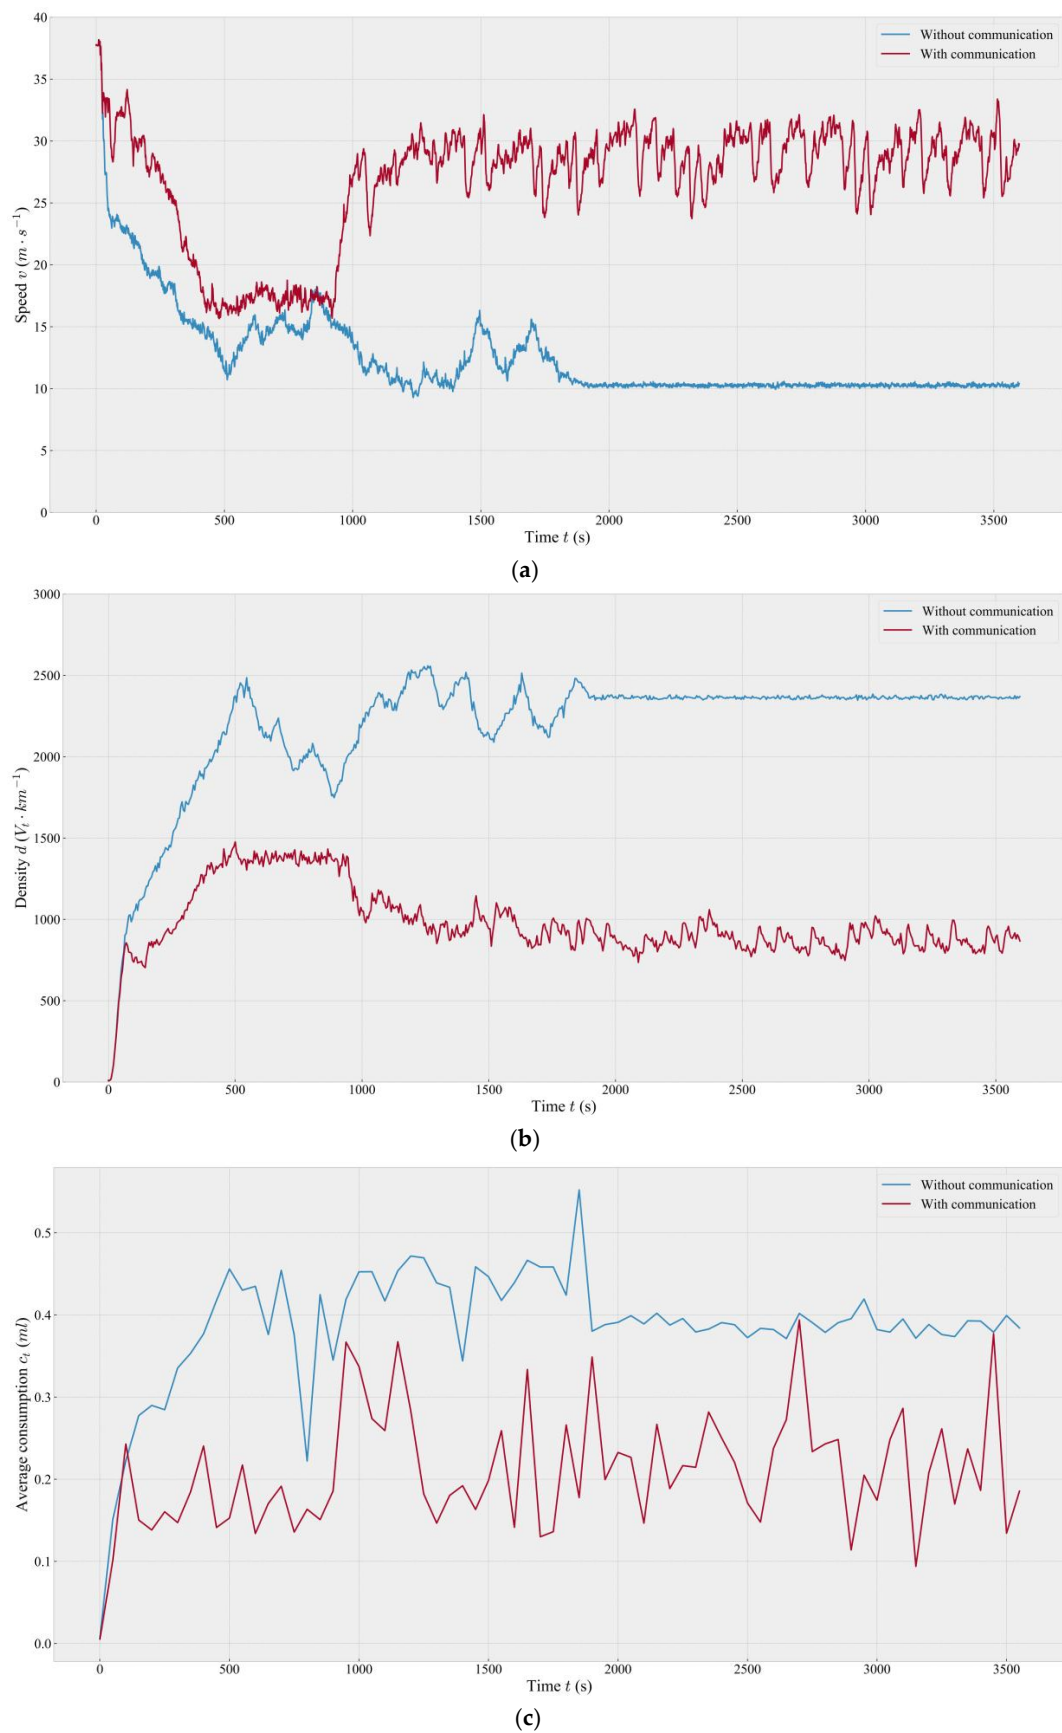 40
35
30
25
20
15
10
5
0
Speed v (m · s⁻¹)
Without communication
With communication
0 500 1000 1500 2000 2500 3000 3500
Time t (s)
(a)
3000
2500
2000
1500
1000
500
0
Density d (Vₜ · km⁻¹)
Without communication
With communication
0 500 1000 1500 2000 2500 3000 3500
Time t (s)
(b)
0.5
0.4
0.3
0.2
0.1
0.0
Average consumption cₜ (ml)
Without communication
With communication
0 500 1000 1500 2000 2500 3000 3500
Time t (s)
(c)